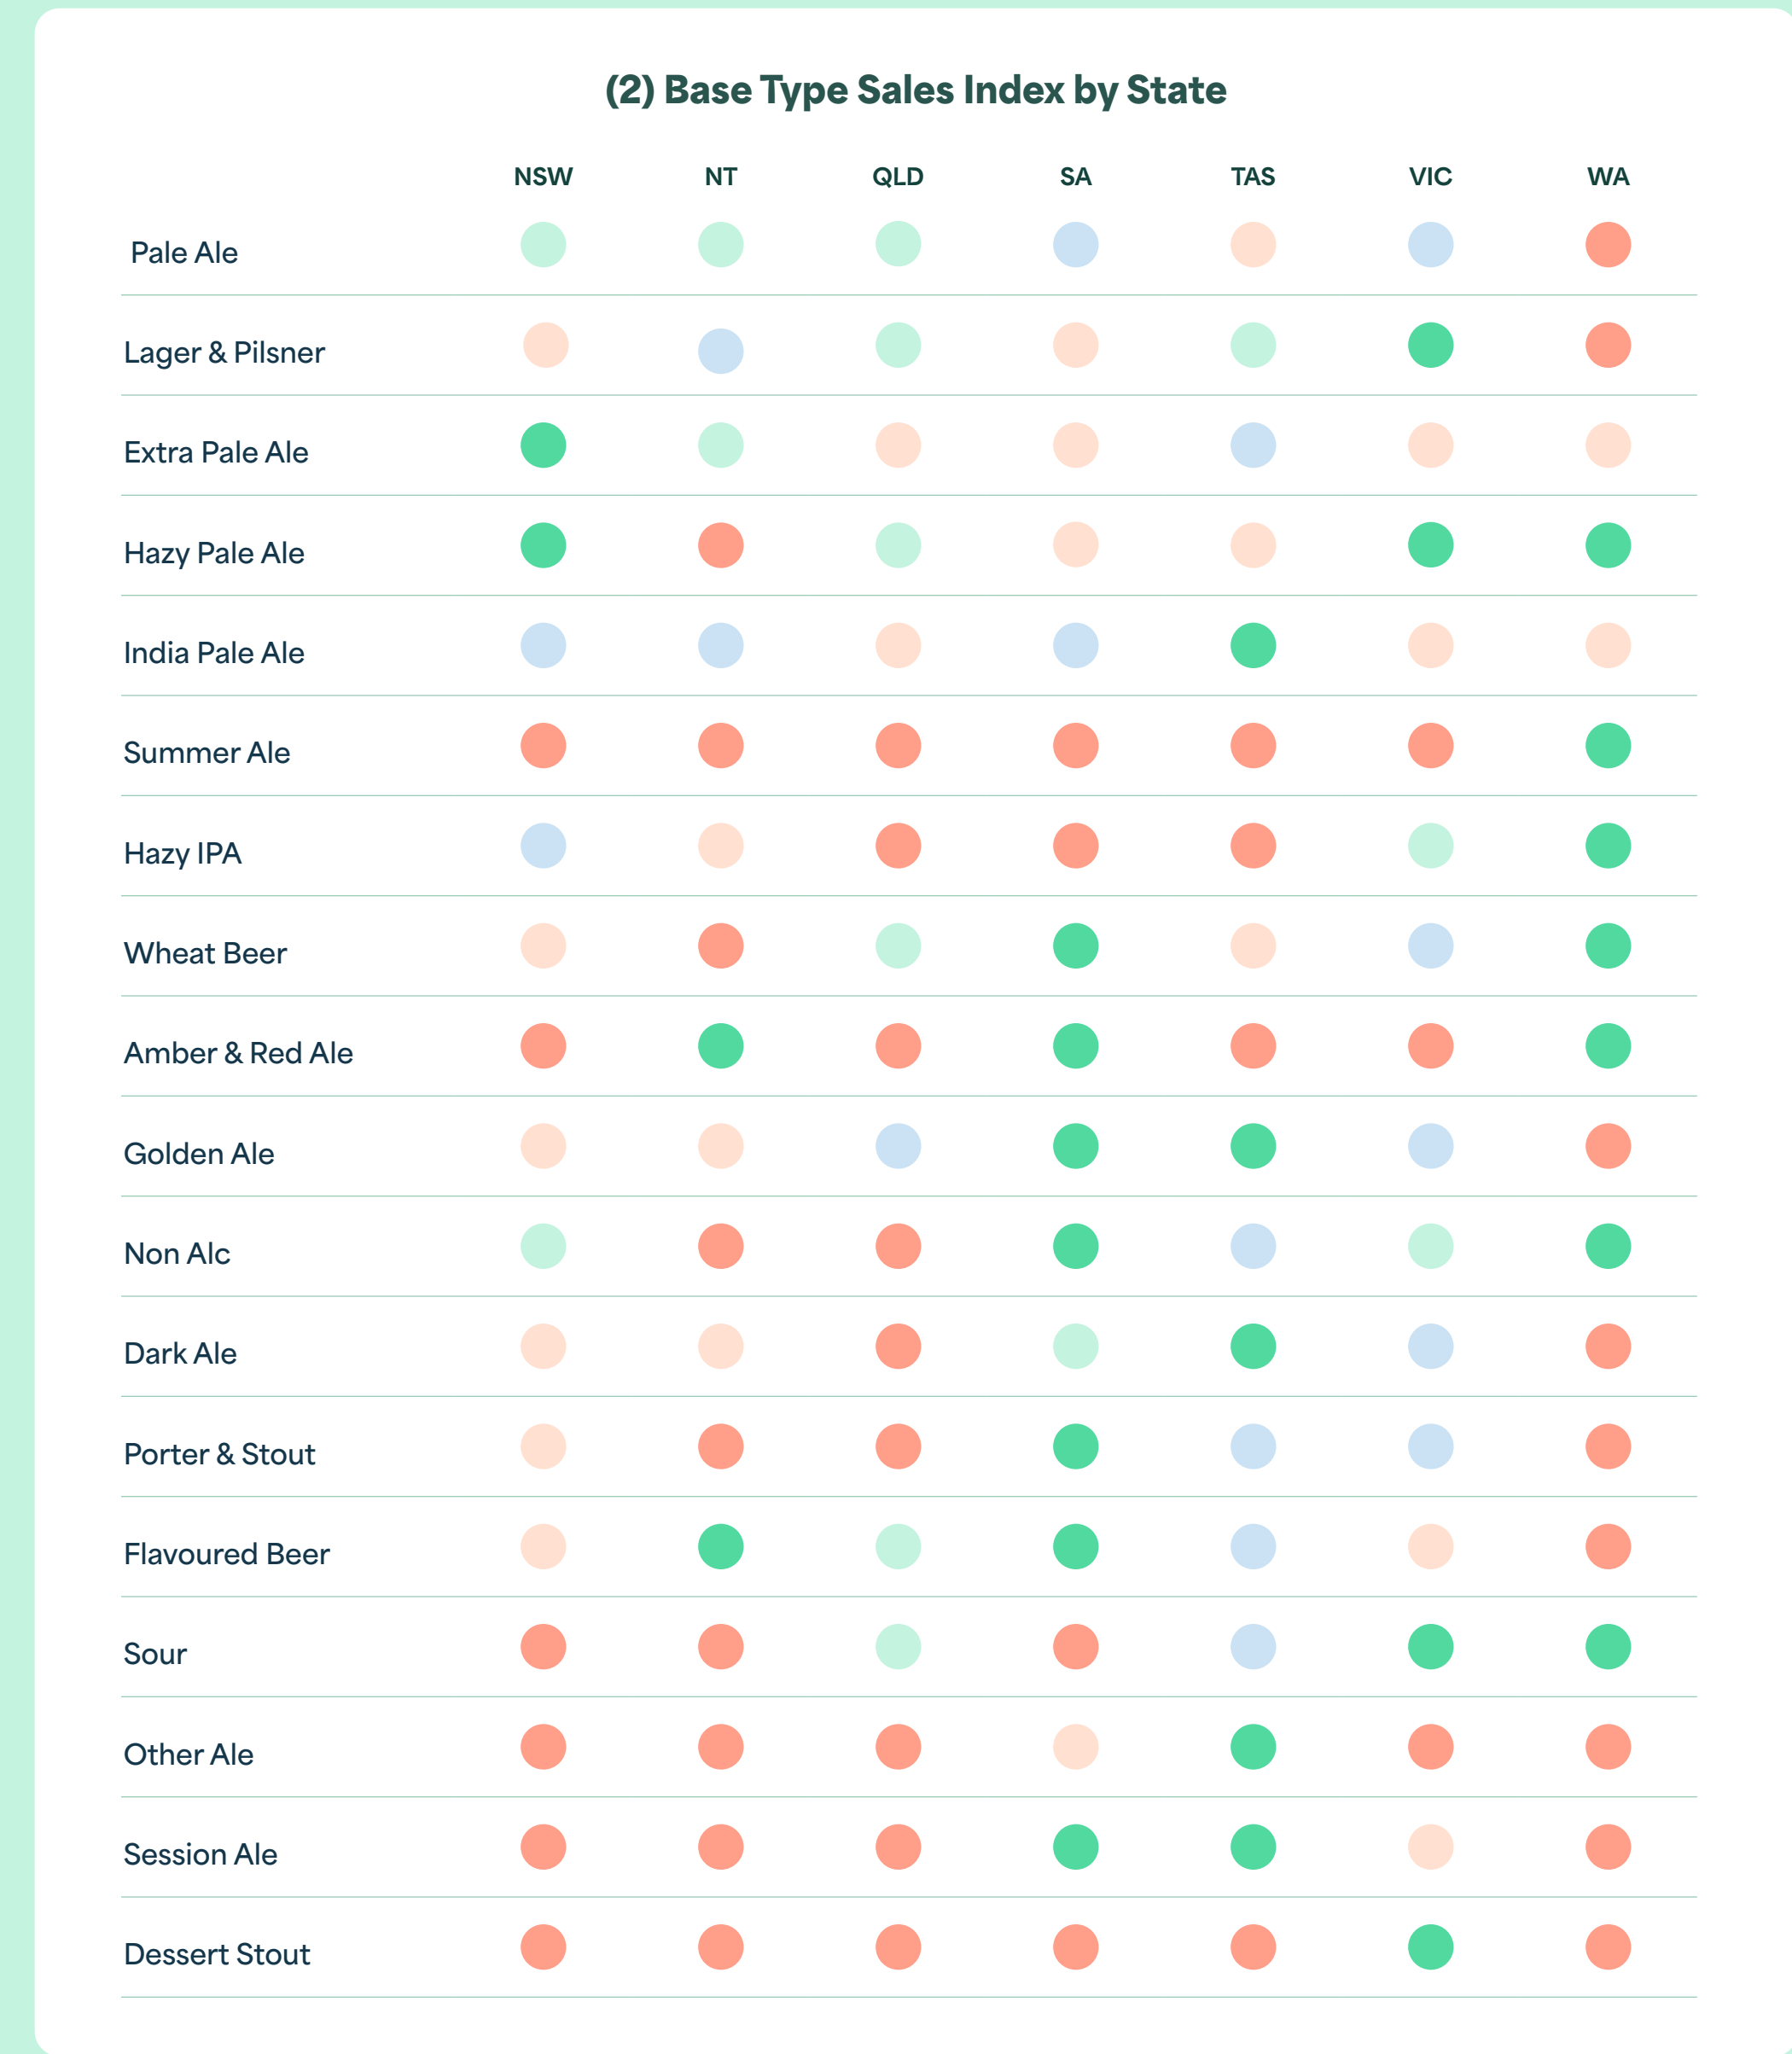 (2) Base Type Sales Index by State
NSW NT QLD SA TAS VIC WA
Pale Ale
Lager & Pilsner
Extra Pale Ale
Hazy Pale Ale
India Pale Ale
Summer Ale
Hazy IPA
Wheat Beer
Amber & Red Ale
Golden Ale
Non Alc
Dark Ale
Porter & Stout
Flavoured Beer
Sour
Other Ale
Session Ale
Dessert Stout